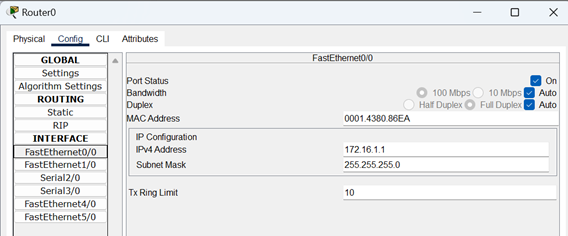 Router0
Physical Config CLI Attributes
GLOBAL
Settings
Algorithm Settings
ROUTING
Static
RIP
INTERFACE
FastEthernet0/0
FastEthernet1/0
Serial2/0
Serial3/0
FastEthernet4/0
FastEthernet5/0
FastEthernet0/0
Port Status On
Bandwidth 100 Mbps 10 Mbps Auto
Duplex Half Duplex Full Duplex Auto
MAC Address 0001.4380.86EA
IP Configuration
IPv4 Address 172.16.1.1
Subnet Mask 255.255.255.0
Tx Ring Limit 10